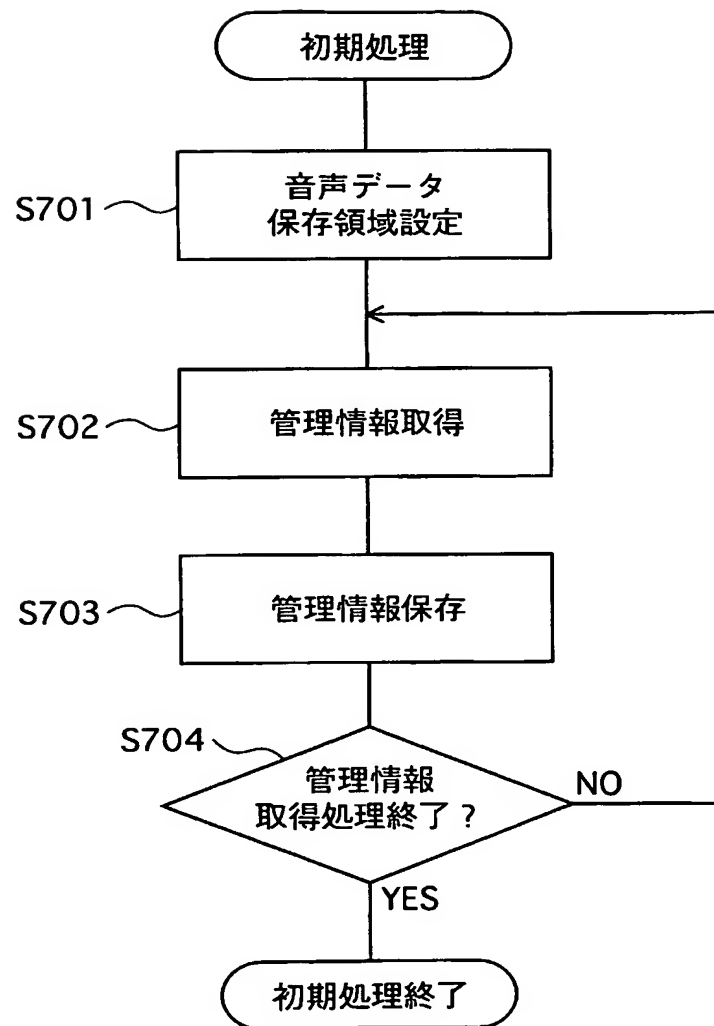 初期処理
S701
音声データ
保存領域設定
S702
管理情報取得
S703
管理情報保存
S704
管理情報
取得処理終了？
NO
YES
初期処理終了